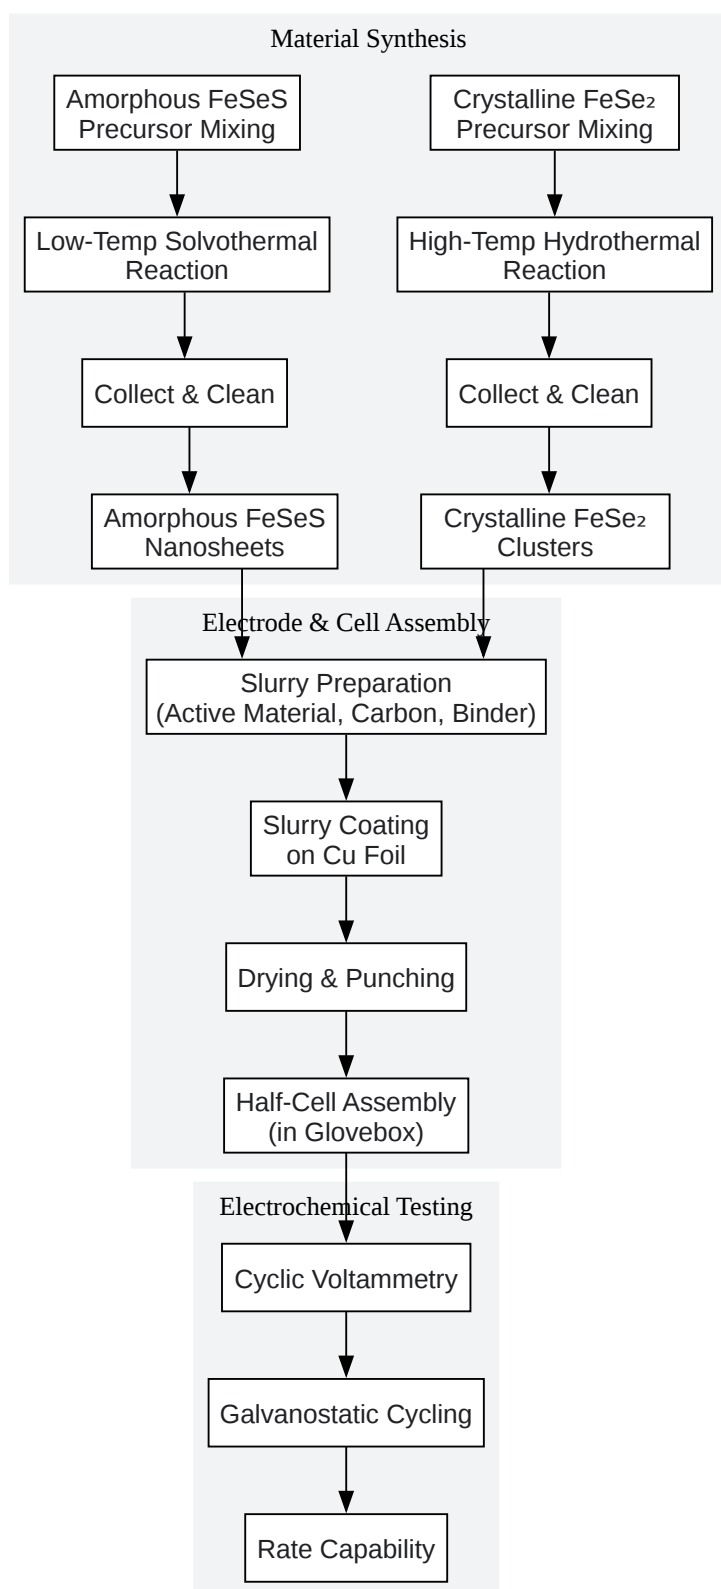 Material Synthesis
Amorphous FeSeS
Precursor Mixing
Crystalline FeSe₂
Precursor Mixing
Low-Temp Solvothermal
Reaction
High-Temp Hydrothermal
Reaction
Collect & Clean
Collect & Clean
Amorphous FeSeS
Nanosheets
Crystalline FeSe₂
Clusters
Electrode & Cell Assembly
Slurry Preparation
(Active Material, Carbon, Binder)
Slurry Coating
on Cu Foil
Drying & Punching
Half-Cell Assembly
(in Glovebox)
Electrochemical Testing
Cyclic Voltammetry
Galvanostatic Cycling
Rate Capability